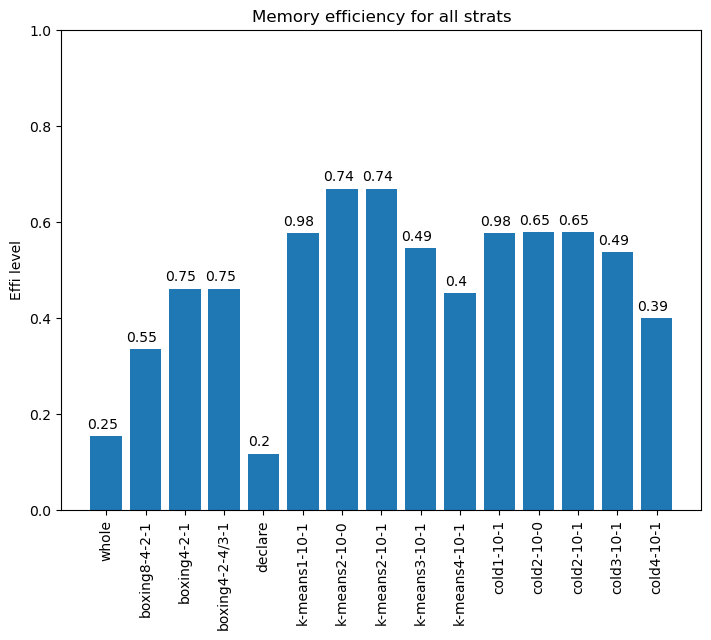 Memory efficiency for all strats
Effi level
1.0
0.8
0.6
0.4
0.2
0.0
0.25
0.55
0.75
0.75
0.2
0.98
0.74
0.74
0.49
0.4
0.98
0.65
0.65
0.49
0.39
whole
boxing8-4-2-1
boxing4-2-1
boxing4-2-4/3-1
declare
k-means1-10-1
k-means2-10-0
k-means2-10-1
k-means3-10-1
k-means4-10-1
cold1-10-1
cold2-10-0
cold2-10-1
cold3-10-1
cold4-10-1